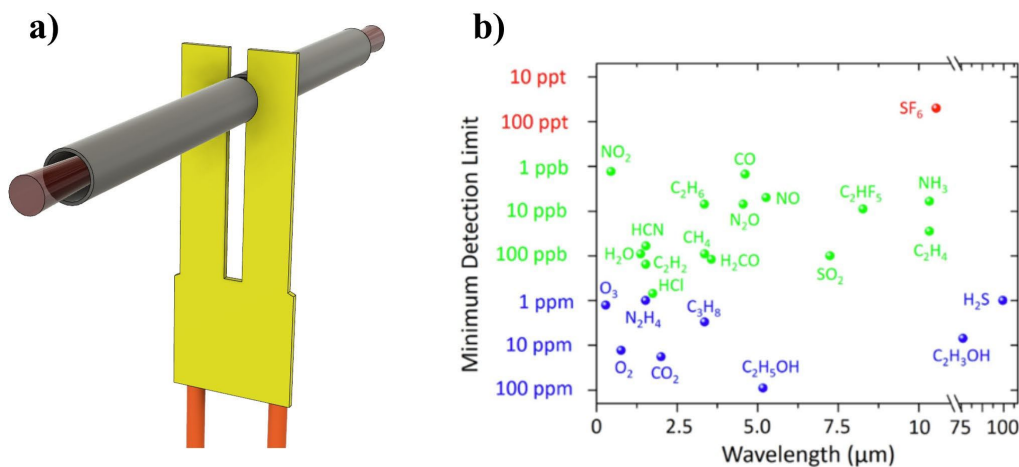 a)
b)
Minimum Detection Limit
10 ppt
100 ppt
1 ppb
10 ppb
100 ppb
1 ppm
10 ppm
100 ppm
SF₆
NO₂
CO
C₂H₆
N₂O
NO
C₂HF₅
NH₃
HCN
H₂O
C₂H₂
CH₄
H₂CO
SO₂
C₂H₄
HCl
O₃
N₂H₄
C₃H₈
H₂S
O₂
CO₂
C₂H₅OH
C₂H₃OH
0 2.5 5.0 7.5 10 75 100
Wavelength (µm)